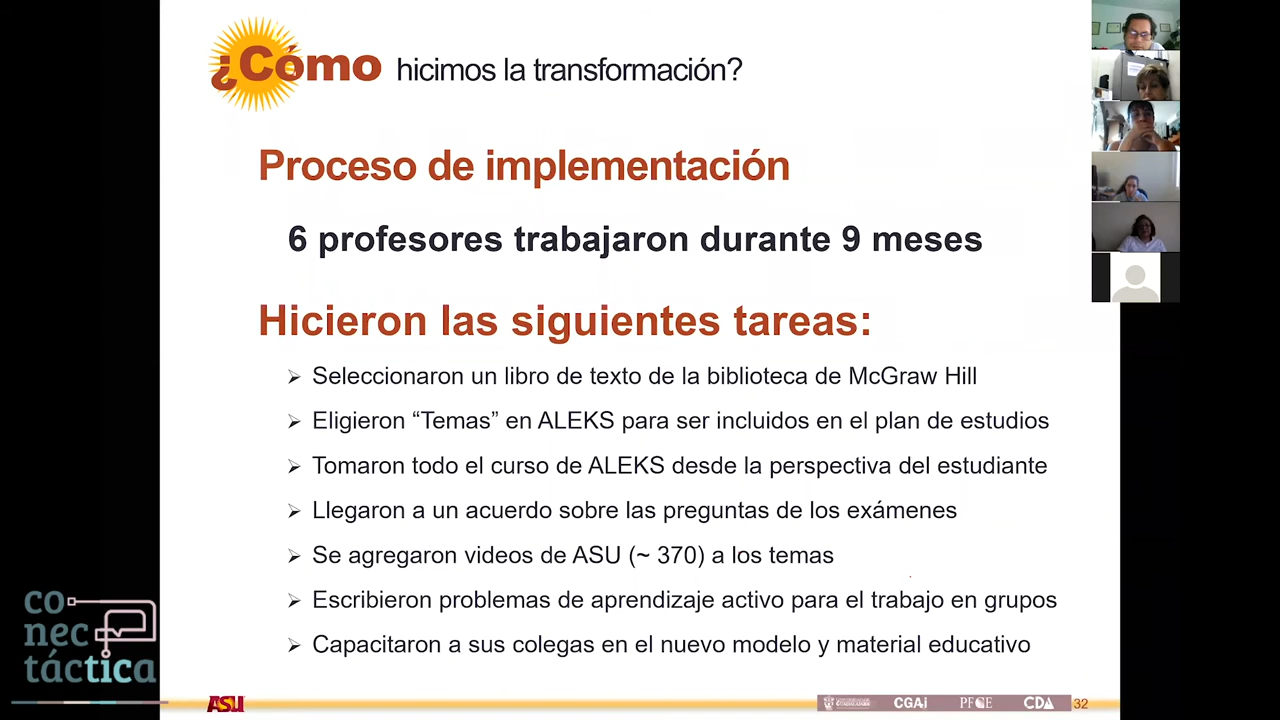 ¿Cómo hicimos la transformación?
Proceso de implementación
6 profesores trabajaron durante 9 meses
Hicieron las siguientes tareas:
Seleccionaron un libro de texto de la biblioteca de McGraw Hill
Eligieron “Temas” en ALEKS para ser incluidos en el plan de estudios
Tomaron todo el curso de ALEKS desde la perspectiva del estudiante
Llegaron a un acuerdo sobre las preguntas de los exámenes
Se agregaron videos de ASU (~ 370) a los temas
Escribieron problemas de aprendizaje activo para el trabajo en grupos
Capacitaron a sus colegas en el nuevo modelo y material educativo
co
nec
táctica
ASU
CGAi
PFCE
CDA
32